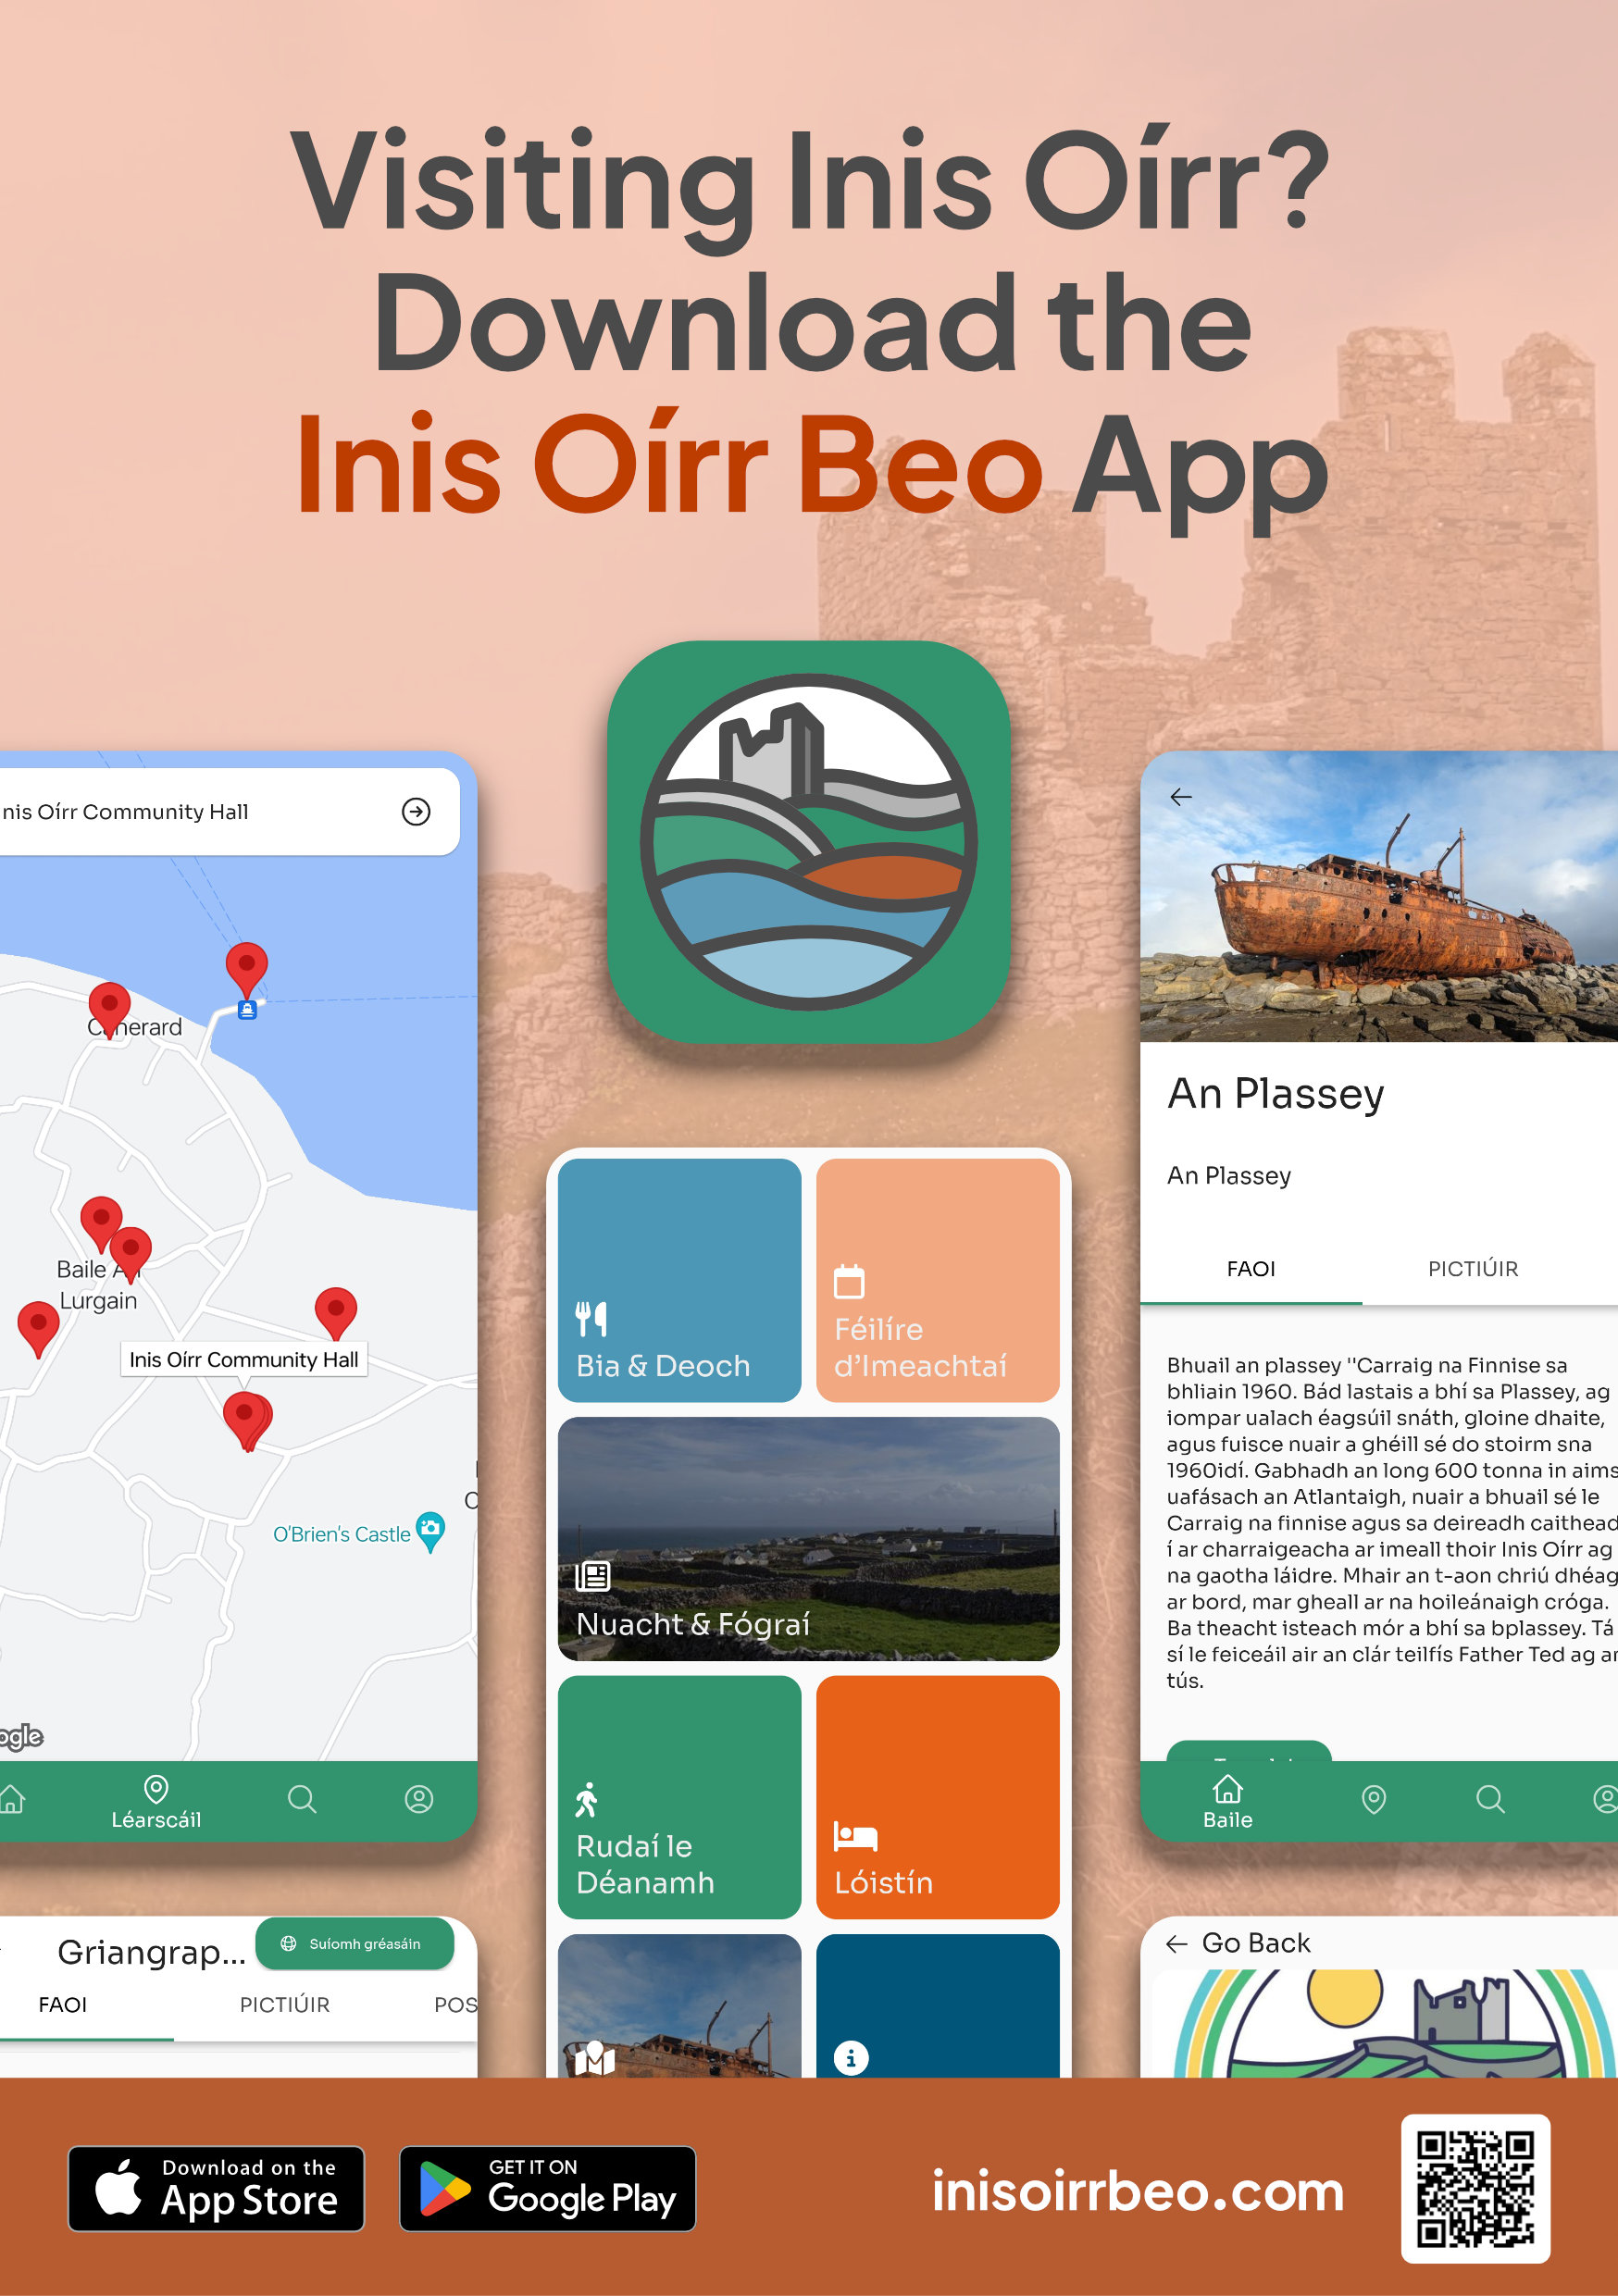 Visiting Inis Oírr?
Download the
Inis Oírr Beo App
nis Oírr Community Hall
Baile An
Lurgain
Inis Oírr Community Hall
O'Brien's Castle
ogle
Léarscáil
Griangrap...
Suíomh gréasáin
FAOI
PICTIÚIR
POS
Bia & Deoch
Féilíre
d'Imeachtaí
Nuacht & Fógraí
Rudaí le
Déanamh
Lóistín
An Plassey
An Plassey
FAOI
PICTIÚIR
Bhuail an plassey ''Carraig na Finnise sa
bhliain 1960. Bád lastais a bhí sa Plassey, ag
iompar ualach éagsúil snáth, gloine dhaite,
agus fuisce nuair a ghéill sé do stoirm sna
1960idí. Gabhadh an long 600 tonna in aims
uafásach an Atlantaigh, nuair a bhuail sé le
Carraig na finnise agus sa deireadh caithead
í ar charraigeacha ar imeall thoir Inis Oírr ag
na gaotha láidre. Mhair an t-aon chriú dhéag
ar bord, mar gheall ar na hoileánaigh cróga.
Ba theacht isteach mór a bhí sa bplassey. Tá
sí le feiceáil air an clár teilfís Father Ted ag ar
tús.
Baile
Go Back
Download on the
App Store
GET IT ON
Google Play
inisoirrbeo.com